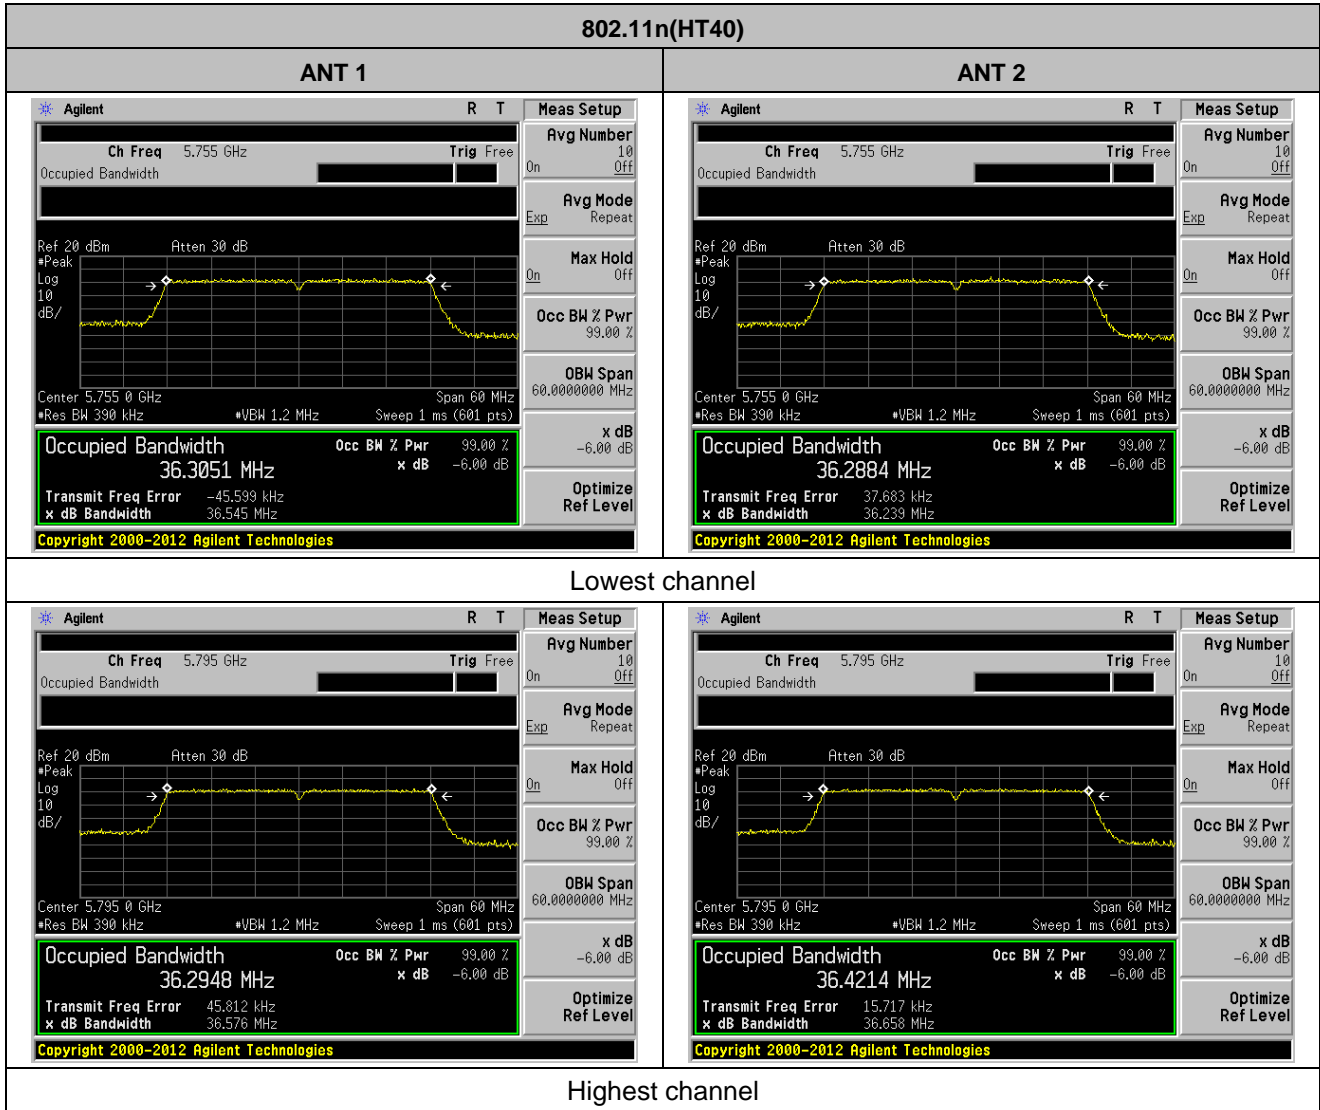 802.11n(HT40)
ANT 1 ANT 2
Agilent R T Meas Setup
Ch Freq 5.755 GHz Trig Free
Occupied Bandwidth
Avg Number
10
On Off
Avg Mode
Exp Repeat
Ref 20 dBm Atten 30 dB
#Peak
Log
10
dB/
Max Hold
On Off
Occ BW % Pwr
99.00 %
OBW Span
60.0000000 MHz
Center 5.755 0 GHz Span 60 MHz
#Res BW 390 kHz #VBW 1.2 MHz Sweep 1 ms (601 pts)
x dB
-6.00 dB
Occupied Bandwidth Occ BW % Pwr 99.00 %
36.3051 MHz x dB -6.00 dB
Transmit Freq Error -45.599 kHz
x dB Bandwidth 36.545 MHz
Optimize
Ref Level
Copyright 2000-2012 Agilent Technologies
Agilent R T Meas Setup
Ch Freq 5.755 GHz Trig Free
Occupied Bandwidth
Avg Number
10
On Off
Avg Mode
Exp Repeat
Ref 20 dBm Atten 30 dB
#Peak
Log
10
dB/
Max Hold
On Off
Occ BW % Pwr
99.00 %
OBW Span
60.0000000 MHz
Center 5.755 0 GHz Span 60 MHz
#Res BW 390 kHz #VBW 1.2 MHz Sweep 1 ms (601 pts)
x dB
-6.00 dB
Occupied Bandwidth Occ BW % Pwr 99.00 %
36.2884 MHz x dB -6.00 dB
Transmit Freq Error 37.683 kHz
x dB Bandwidth 36.239 MHz
Optimize
Ref Level
Copyright 2000-2012 Agilent Technologies
Lowest channel
Agilent R T Meas Setup
Ch Freq 5.795 GHz Trig Free
Occupied Bandwidth
Avg Number
10
On Off
Avg Mode
Exp Repeat
Ref 20 dBm Atten 30 dB
#Peak
Log
10
dB/
Max Hold
On Off
Occ BW % Pwr
99.00 %
OBW Span
60.0000000 MHz
Center 5.795 0 GHz Span 60 MHz
#Res BW 390 kHz #VBW 1.2 MHz Sweep 1 ms (601 pts)
x dB
-6.00 dB
Occupied Bandwidth Occ BW % Pwr 99.00 %
36.2948 MHz x dB -6.00 dB
Transmit Freq Error 45.812 kHz
x dB Bandwidth 36.576 MHz
Optimize
Ref Level
Copyright 2000-2012 Agilent Technologies
Agilent R T Meas Setup
Ch Freq 5.795 GHz Trig Free
Occupied Bandwidth
Avg Number
10
On Off
Avg Mode
Exp Repeat
Ref 20 dBm Atten 30 dB
#Peak
Log
10
dB/
Max Hold
On Off
Occ BW % Pwr
99.00 %
OBW Span
60.0000000 MHz
Center 5.795 0 GHz Span 60 MHz
#Res BW 390 kHz #VBW 1.2 MHz Sweep 1 ms (601 pts)
x dB
-6.00 dB
Occupied Bandwidth Occ BW % Pwr 99.00 %
36.4214 MHz x dB -6.00 dB
Transmit Freq Error 15.717 kHz
x dB Bandwidth 36.658 MHz
Optimize
Ref Level
Copyright 2000-2012 Agilent Technologies
Highest channel